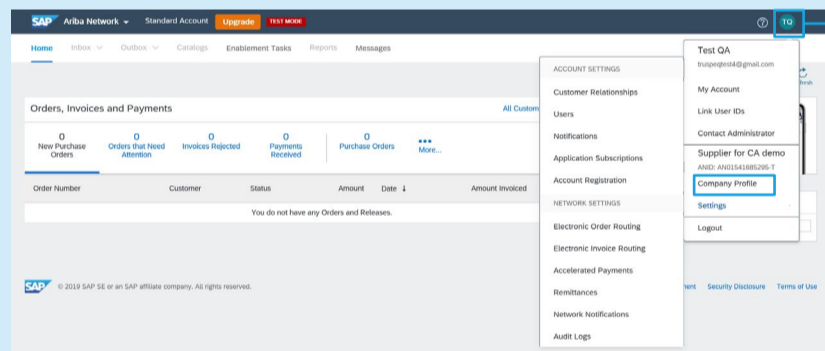 SAP Ariba Network Standard Account Upgrade TEST MODE ? TQ
Home Inbox Outbox Catalogs Enablement Tasks Reports Messages
Orders, Invoices and Payments All Custom
0 New Purchase Orders
0 Orders that Need Attention
0 Invoices Rejected
0 Payments Received
0 Purchase Orders
More...
Order Number Customer Status Amount Date ↓ Amount Invoiced
You do not have any Orders and Releases.
SAP © 2019 SAP SE or an SAP affiliate company. All rights reserved.
ACCOUNT SETTINGS
Customer Relationships
Users
Notifications
Application Subscriptions
Account Registration
NETWORK SETTINGS
Electronic Order Routing
Electronic Invoice Routing
Accelerated Payments
Remittances
Network Notifications
Audit Logs
Test QA
truspeqtest4@gmail.com
My Account
Link User IDs
Contact Administrator
Supplier for CA demo
ANID: AN01541685295-T
Company Profile
Settings
Logout
Security Disclosure Terms of Use